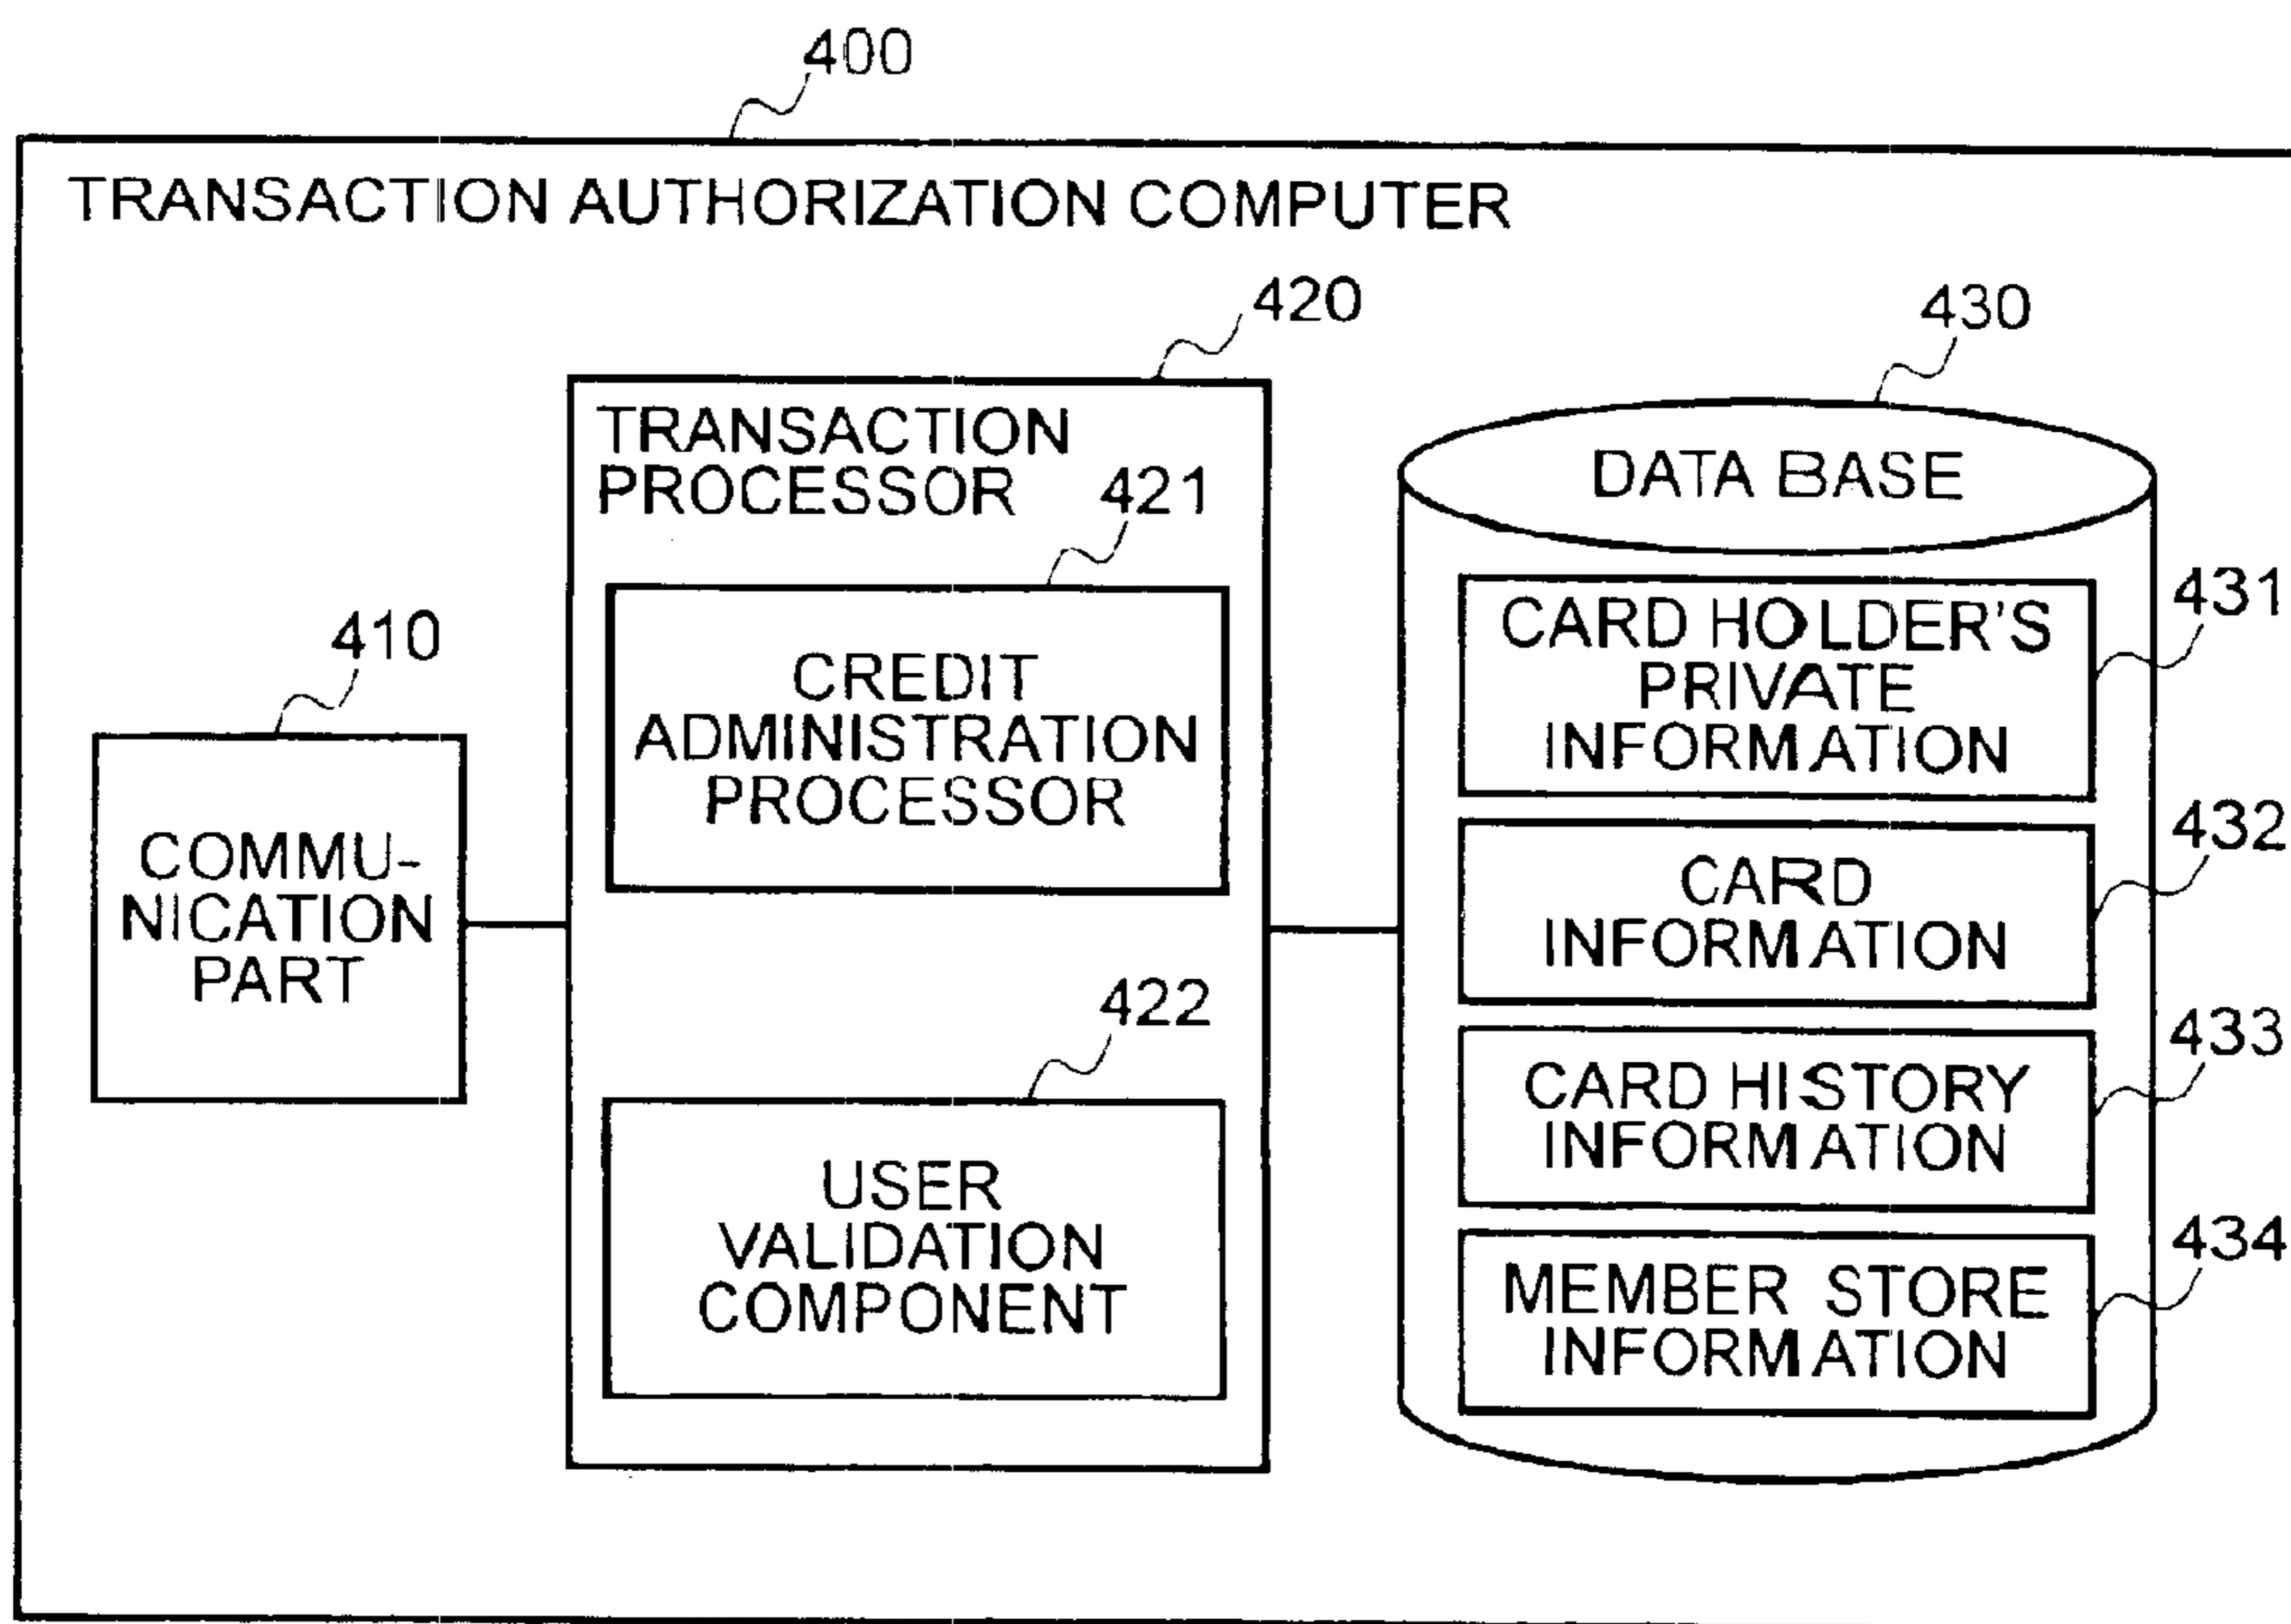 400
TRANSACTION AUTHORIZATION COMPUTER
420
430
TRANSACTION
PROCESSOR
421
DATA BASE
CREDIT
ADMINISTRATION
PROCESSOR
410
COMMU-
NICATION
PART
422
USER
VALIDATION
COMPONENT
431
CARD HOLDER'S
PRIVATE
INFORMATION
432
CARD
INFORMATION
433
CARD HISTORY
INFORMATION
434
MEMBER STORE
INFORMATION